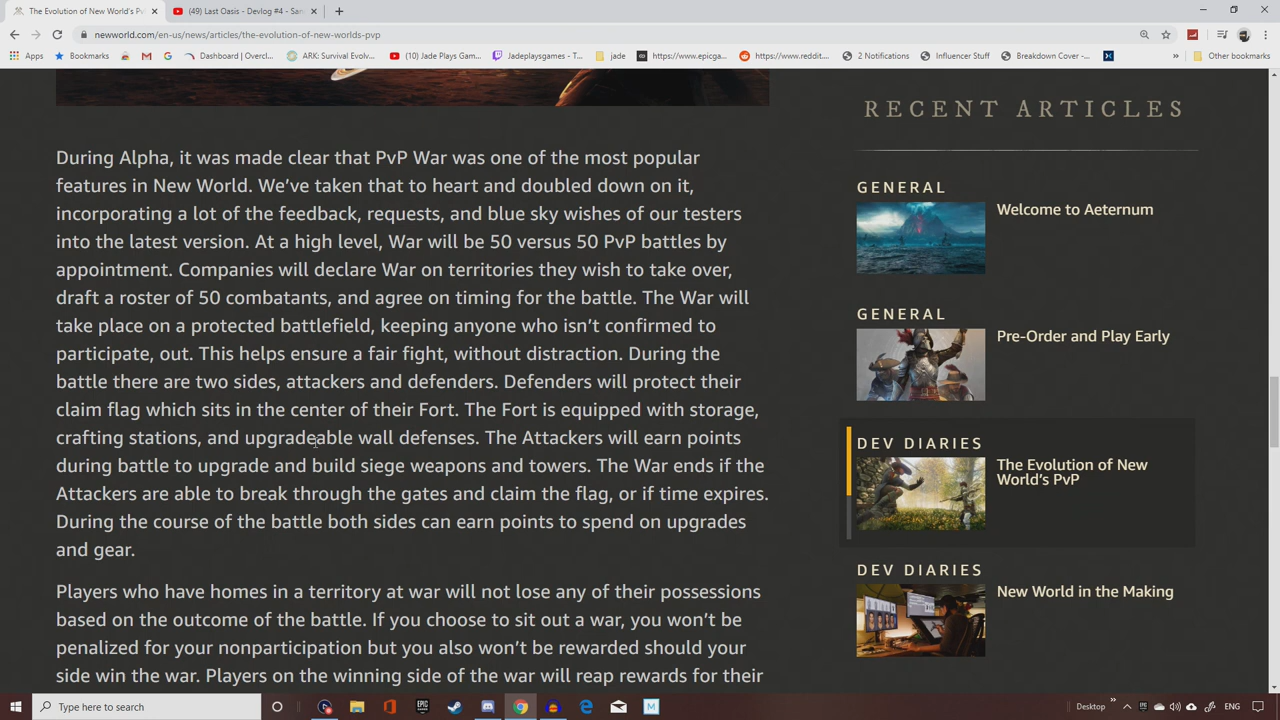 The Evolution of New World's Pv
(49) Last Oasis - Devlog #4 - San
newworld.com/en-us/news/articles/the-evolution-of-new-worlds-pvp
Apps
Bookmarks
Dashboard | Overcl...
ARK: Survival Evolv...
(10) Jade Plays Gam...
Jadeplaysgames - T...
jade
https://www.epicga...
https://www.reddit....
2 Notifications
Influencer Stuff
Breakdown Cover -...
»
Other bookmarks
During Alpha, it was made clear that PvP War was one of the most popular
features in New World. We've taken that to heart and doubled down on it,
incorporating a lot of the feedback, requests, and blue sky wishes of our testers
into the latest version. At a high level, War will be 50 versus 50 PvP battles by
appointment. Companies will declare War on territories they wish to take over,
draft a roster of 50 combatants, and agree on timing for the battle. The War will
take place on a protected battlefield, keeping anyone who isn't confirmed to
participate, out. This helps ensure a fair fight, without distraction. During the
battle there are two sides, attackers and defenders. Defenders will protect their
claim flag which sits in the center of their Fort. The Fort is equipped with storage,
crafting stations, and upgradeable wall defenses. The Attackers will earn points
during battle to upgrade and build siege weapons and towers. The War ends if the
Attackers are able to break through the gates and claim the flag, or if time expires.
During the course of the battle both sides can earn points to spend on upgrades
and gear.
Players who have homes in a territory at war will not lose any of their possessions
based on the outcome of the battle. If you choose to sit out a war, you won't be
penalized for your nonparticipation but you also won't be rewarded should your
side win the war. Players on the winning side of the war will reap rewards for their
RECENT ARTICLES
GENERAL
Welcome to Aeternum
GENERAL
Pre-Order and Play Early
DEV DIARIES
The Evolution of New
World's PvP
DEV DIARIES
New World in the Making
Type here to search
Desktop
»
ENG